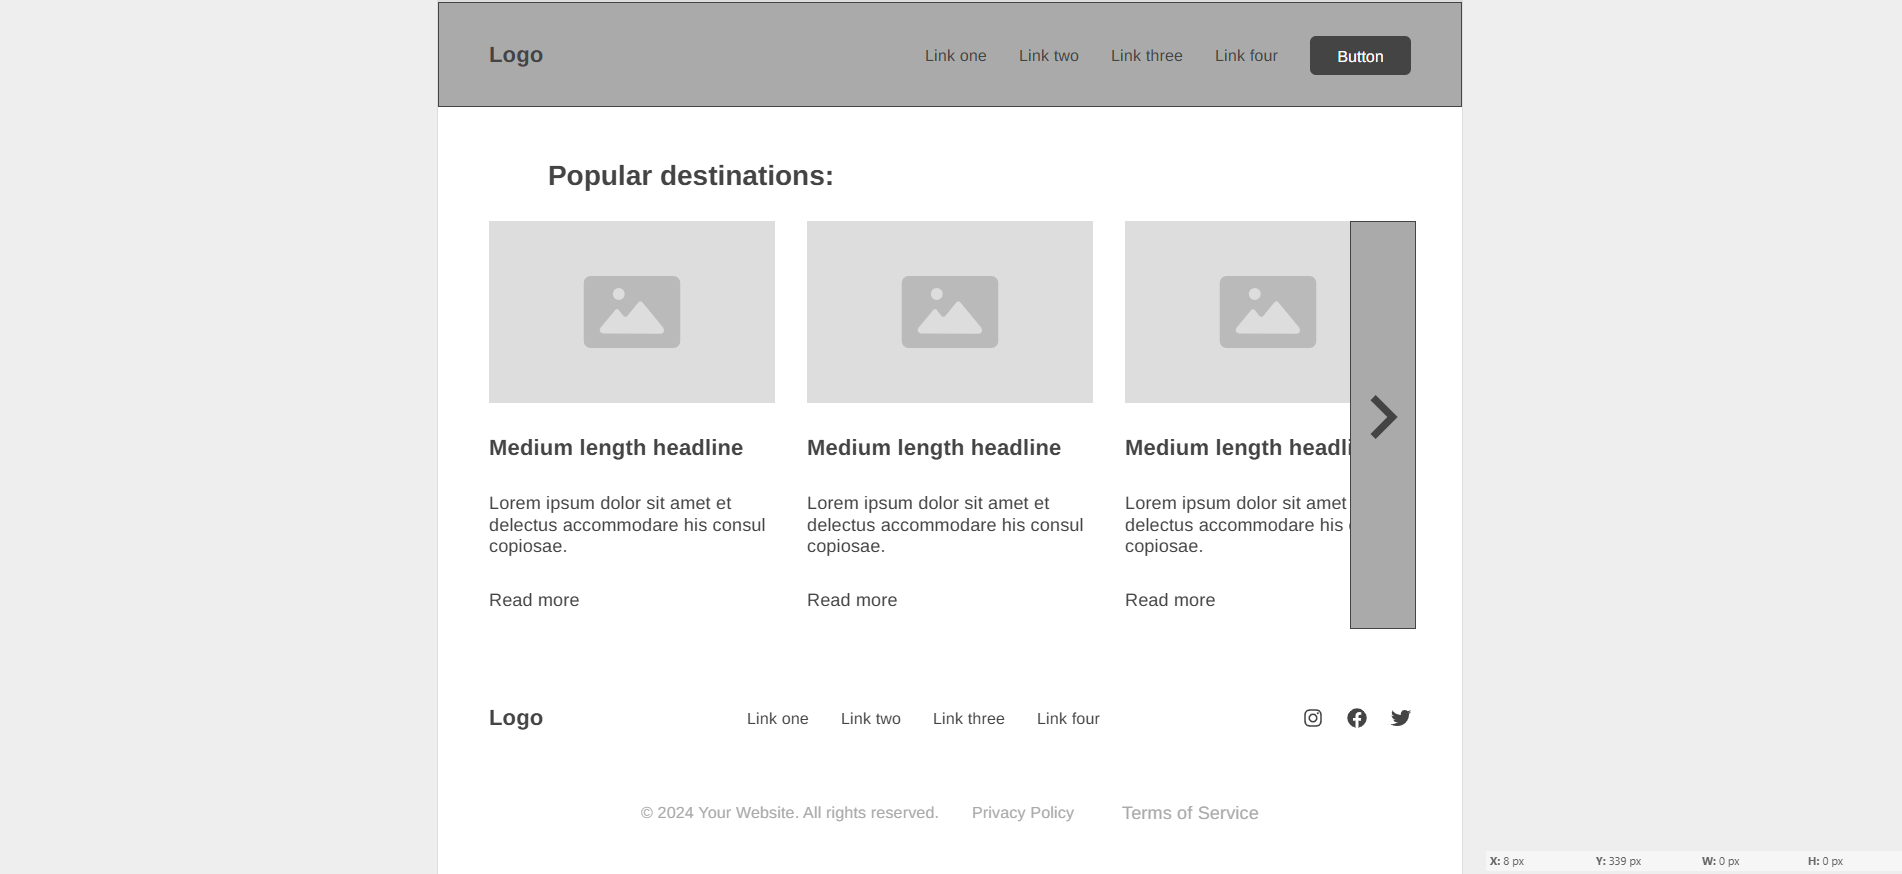 Logo
Link one
Link two
Link three
Link four
Button
Popular destinations:
Medium length headline
Lorem ipsum dolor sit amet et
delectus accommodare his consul
copiosae.
Read more
Medium length headline
Lorem ipsum dolor sit amet et
delectus accommodare his consul
copiosae.
Read more
Medium length headli
Lorem ipsum dolor sit amet
delectus accommodare his
copiosae.
Read more
Logo
Link one
Link two
Link three
Link four
© 2024 Your Website. All rights reserved.
Privacy Policy
Terms of Service
X: 8 px
Y: 339 px
W: 0 px
H: 0 px